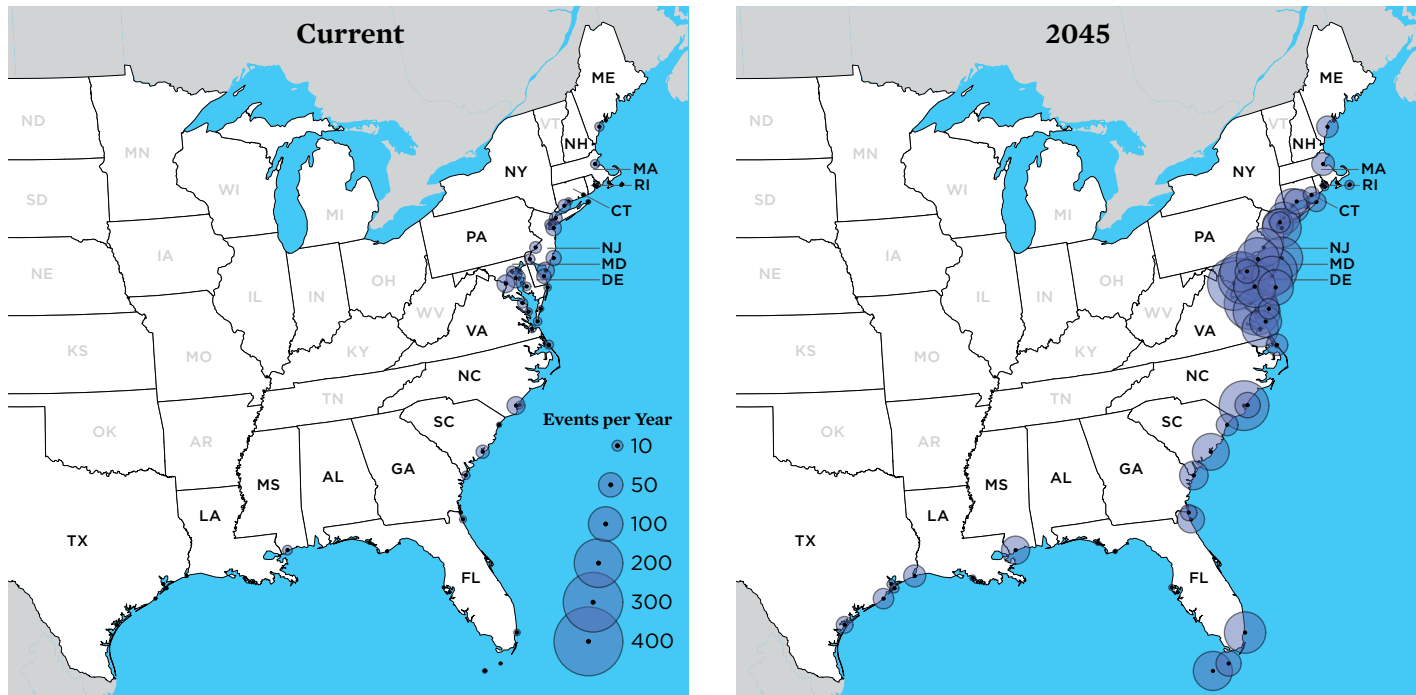 Current
ME
ND
VT
MN
NH
NY
MA
WI
RI
SD
MI
CT
PA
IA
NJ
NE
MD
OH
DE
IL
IN
WV
VA
KS
MO
KY
NC
TN
Events per Year
SC
OK
AR
10
MS
AL
GA
50
LA
100
TX
200
FL
300
400
2045
ME
ND
VT
MN
NH
NY
MA
WI
RI
SD
MI
CT
PA
IA
NJ
NE
MD
OH
DE
IL
IN
WV
VA
KS
MO
KY
NC
TN
SC
OK
AR
MS
AL
GA
LA
TX
FL